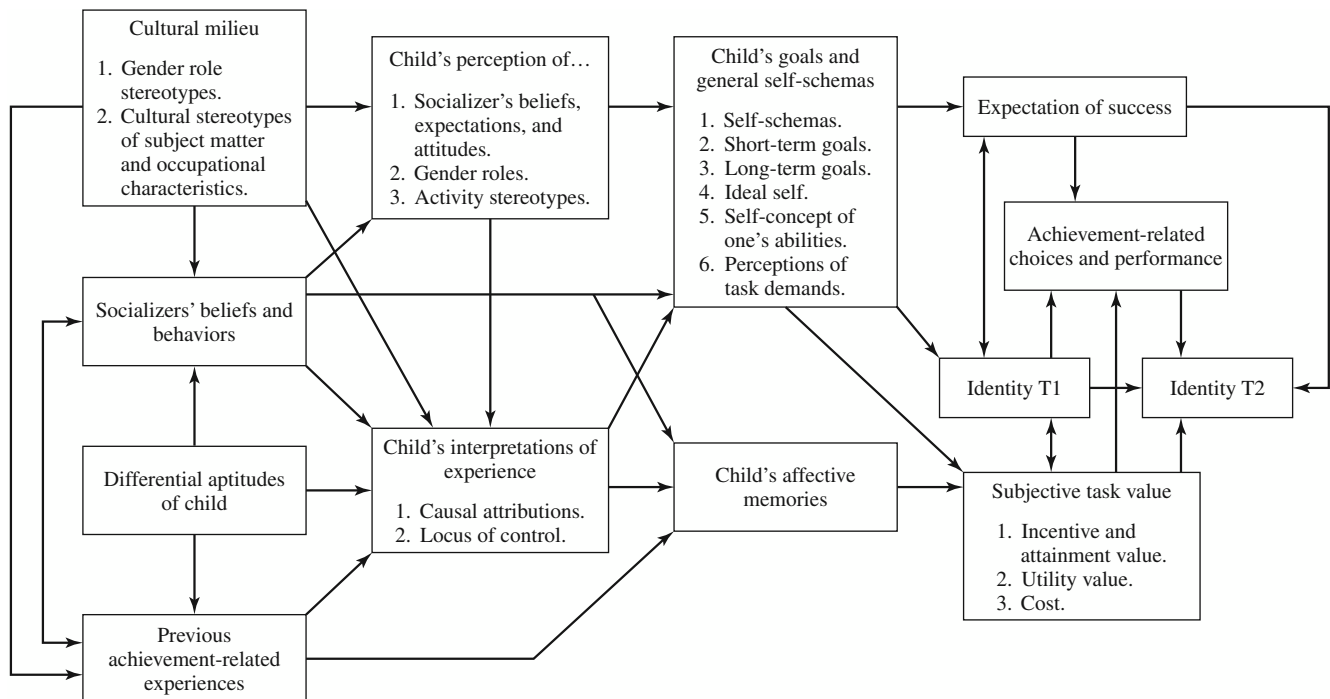 Cultural milieu
1. Gender role
stereotypes.
2. Cultural stereotypes
of subject matter
and occupational
characteristics.
Socializers’ beliefs and
behaviors
Differential aptitudes
of child
Previous
achievement-related
experiences
Child’s perception of…
1. Socializer’s beliefs,
expectations, and
attitudes.
2. Gender roles.
3. Activity stereotypes.
Child’s interpretations of
experience
1. Causal attributions.
2. Locus of control.
Child’s goals and
general self-schemas
1. Self-schemas.
2. Short-term goals.
3. Long-term goals.
4. Ideal self.
5. Self-concept of
one’s abilities.
6. Perceptions of
task demands.
Child’s affective
memories
Expectation of success
Achievement-related
choices and performance
Identity T1
Identity T2
Subjective task value
1. Incentive and
attainment value.
2. Utility value.
3. Cost.